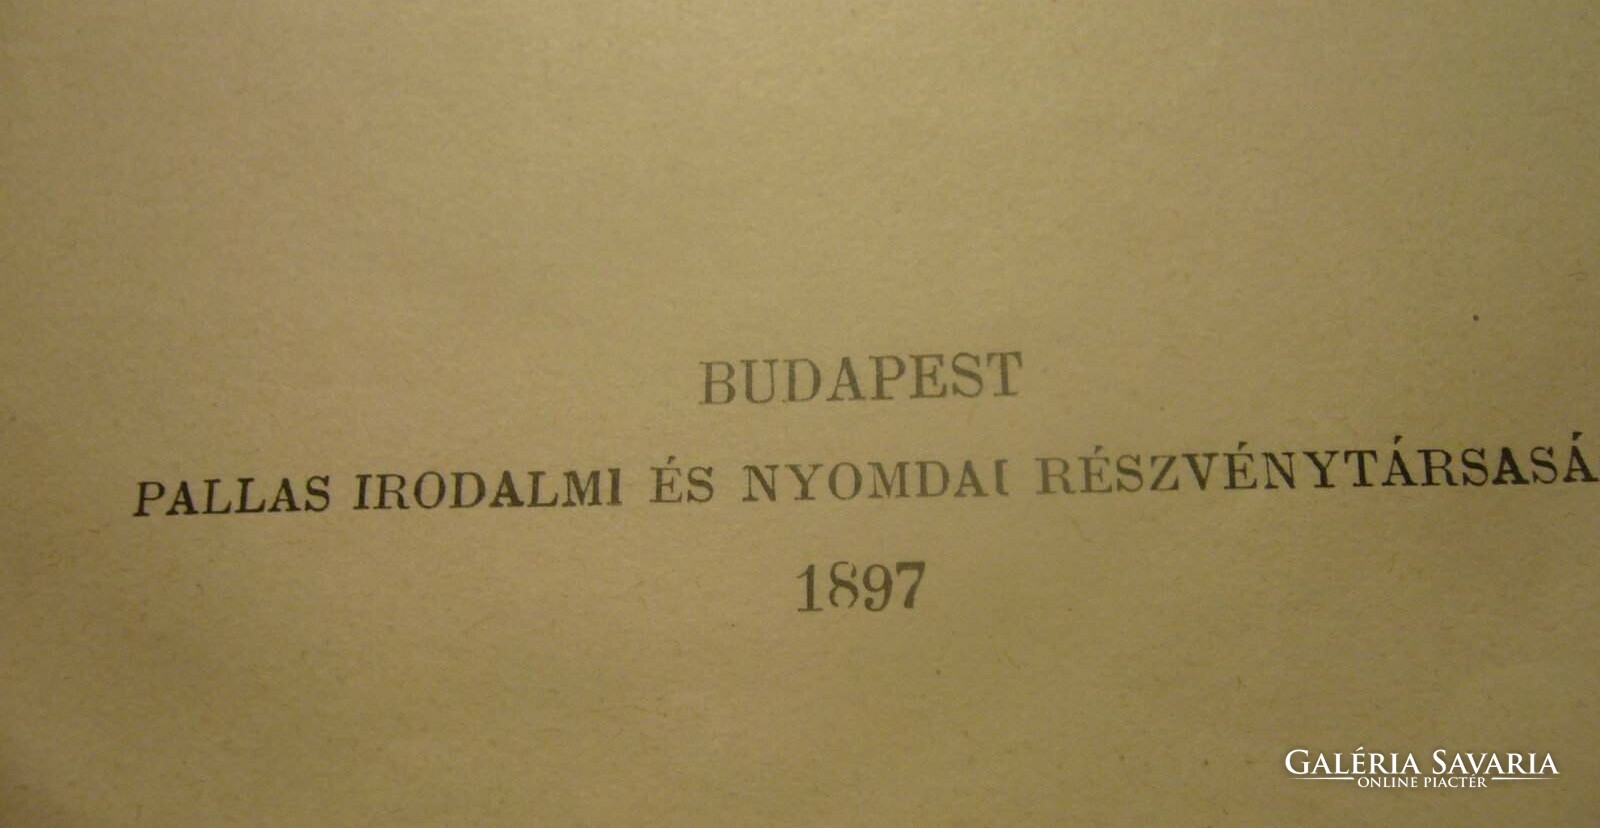 BUDAPEST
PALLAS IRODALMI ÉS NYOMDAI RÉSZVÉNYTÁRSASÁ
1897
GALÉRIA SAVARIA
ONLINE PIACTÉR